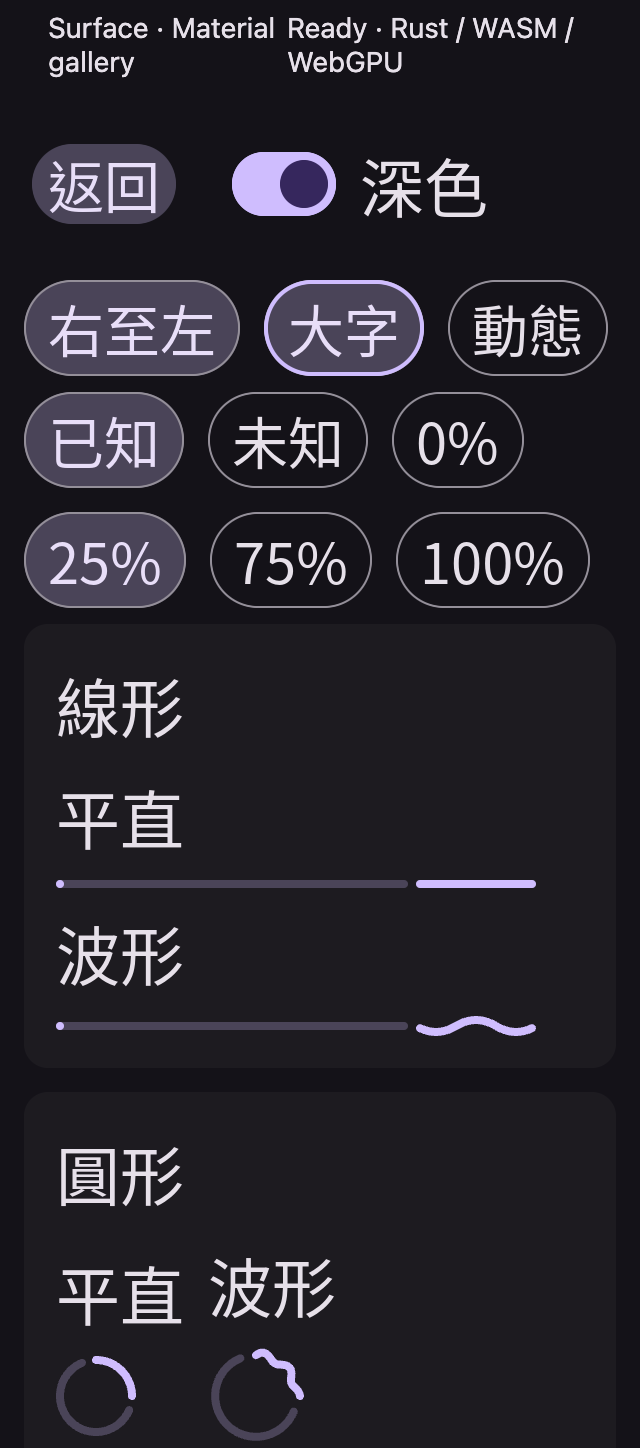 Surface · Material gallery
Ready · Rust / WASM / WebGPU
返回
深色
右至左
大字
動態
已知
未知
0%
25%
75%
100%
線形
平直
波形
圓形
平直
波形